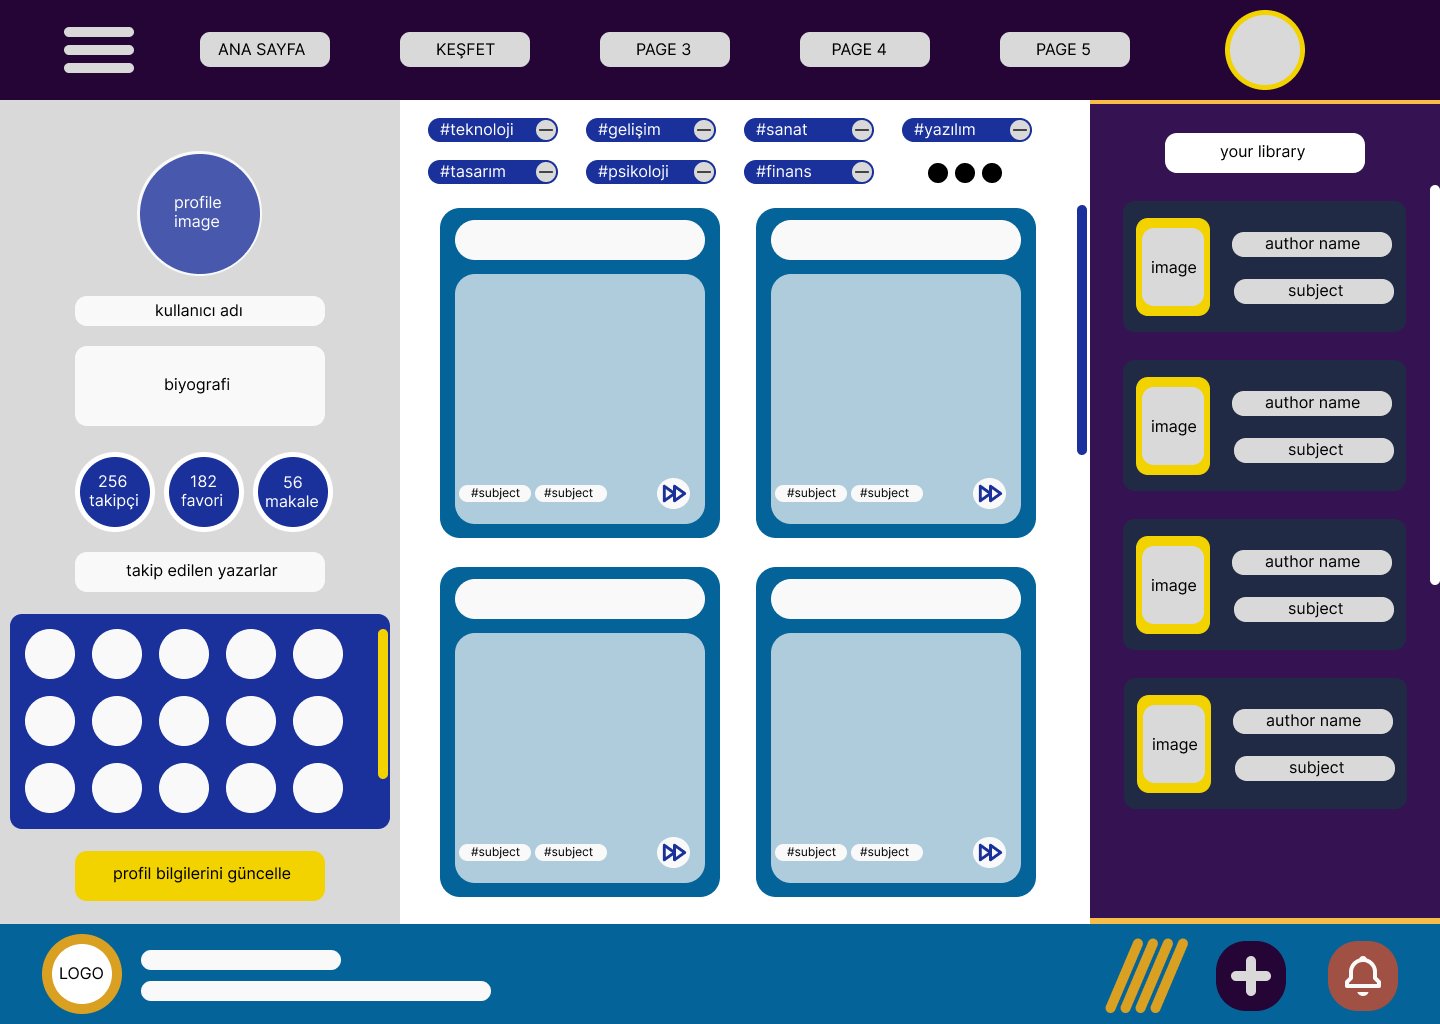 ANA SAYFA
KEŞFET
PAGE 3
PAGE 4
PAGE 5
profile
image
kullanıcı adı
biyografi
256
takipçi
182
favori
56
makale
takip edilen yazarlar
profil bilgilerini güncelle
#teknoloji
#gelişim
#sanat
#yazılım
#tasarım
#psikoloji
#finans
#subject
#subject
#subject
#subject
#subject
#subject
#subject
#subject
your library
image
author name
subject
image
author name
subject
image
author name
subject
image
author name
subject
LOGO